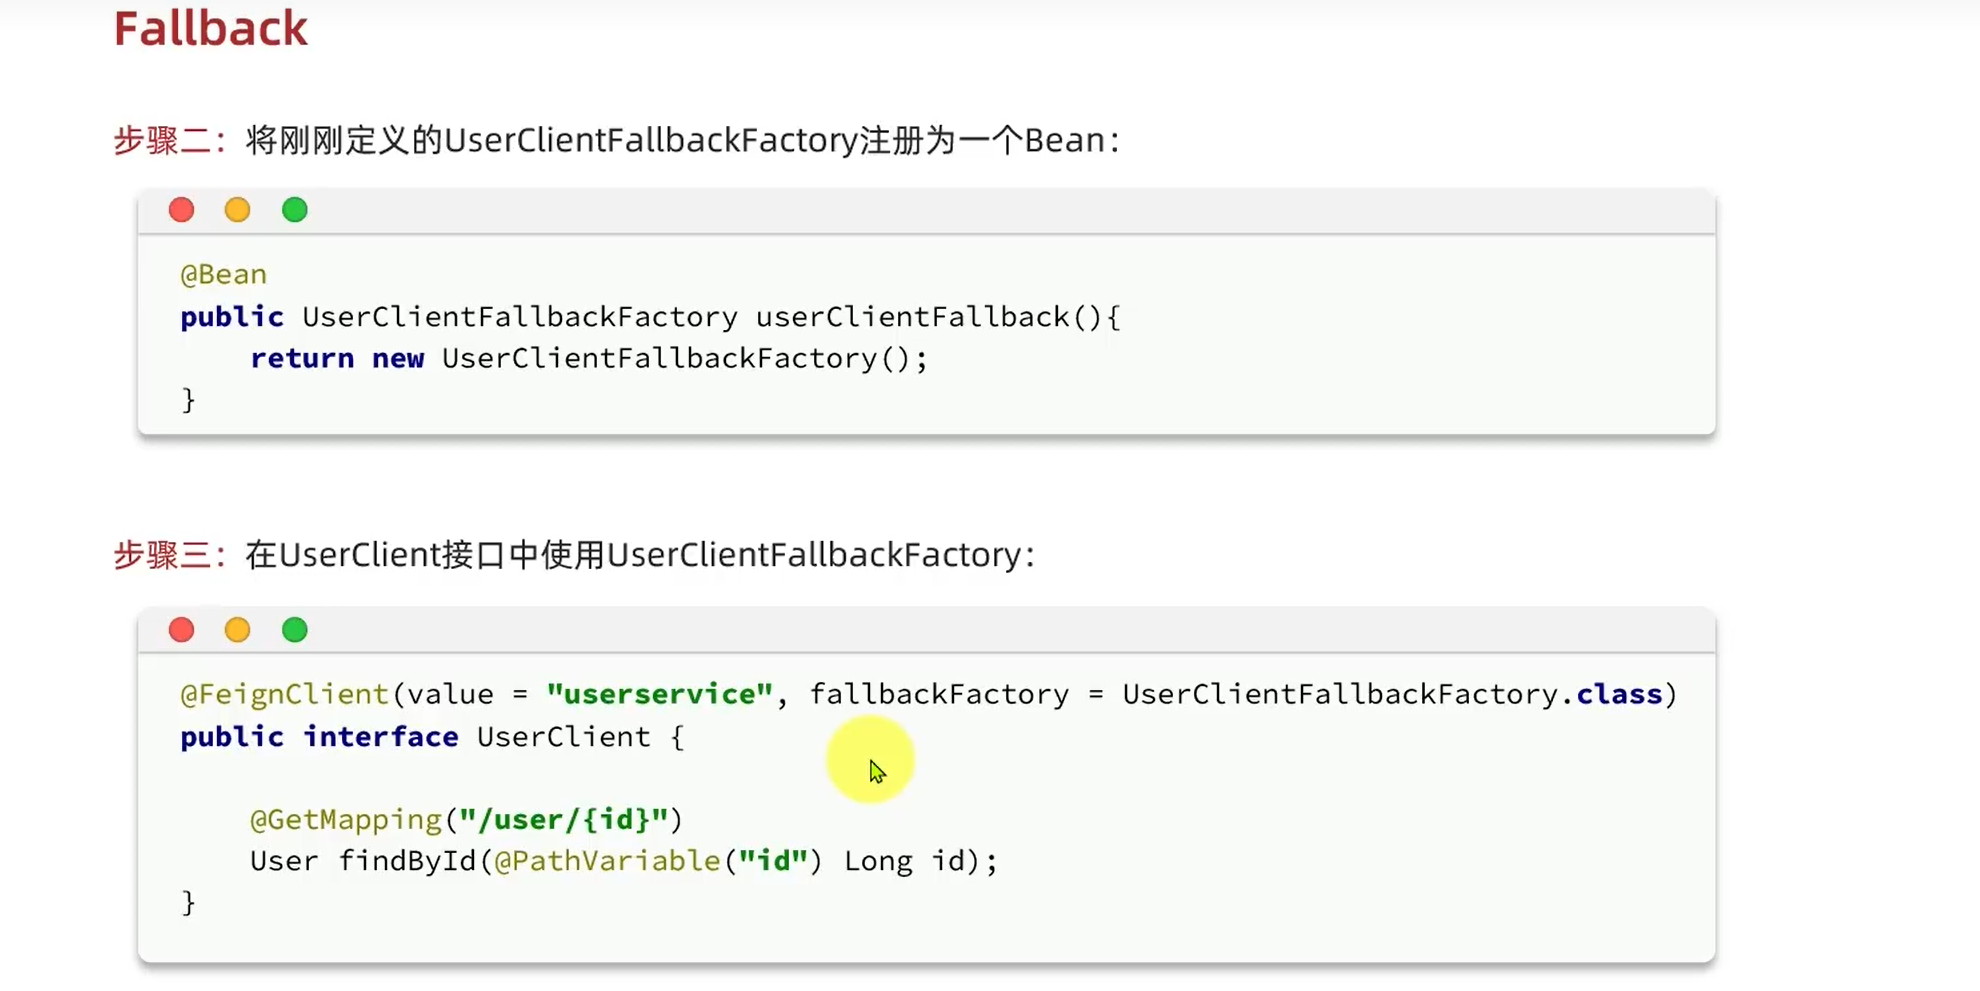 Fallback
步骤二：将刚刚定义的UserClientFallbackFactory注册为一个Bean：
@Bean
public UserClientFallbackFactory userClientFallback(){
    return new UserClientFallbackFactory();
}
步骤三：在UserClient接口中使用UserClientFallbackFactory：
@FeignClient(value = "userservice", fallbackFactory = UserClientFallbackFactory.class)
public interface UserClient {
    @GetMapping("/user/{id}")
    User findById(@PathVariable("id") Long id);
}